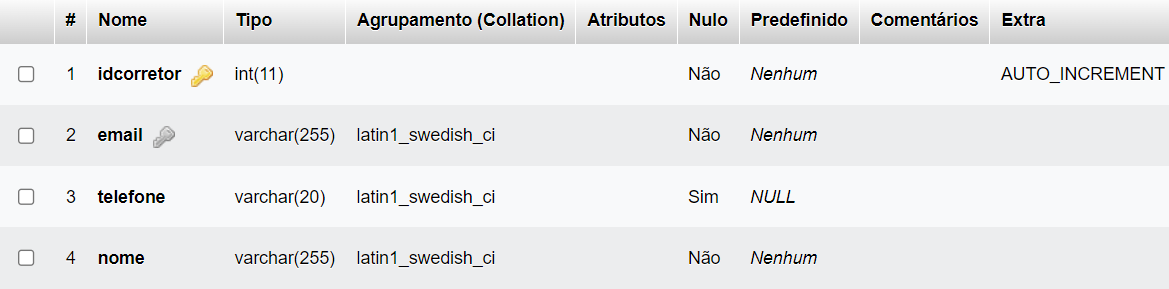 # Nome Tipo Agrupamento (Collation) Atributos Nulo Predefinido Comentários Extra
1 idcorretor int(11) Não Nenhum AUTO_INCREMENT
2 email varchar(255) latin1_swedish_ci Não Nenhum
3 telefone varchar(20) latin1_swedish_ci Sim NULL
4 nome varchar(255) latin1_swedish_ci Não Nenhum